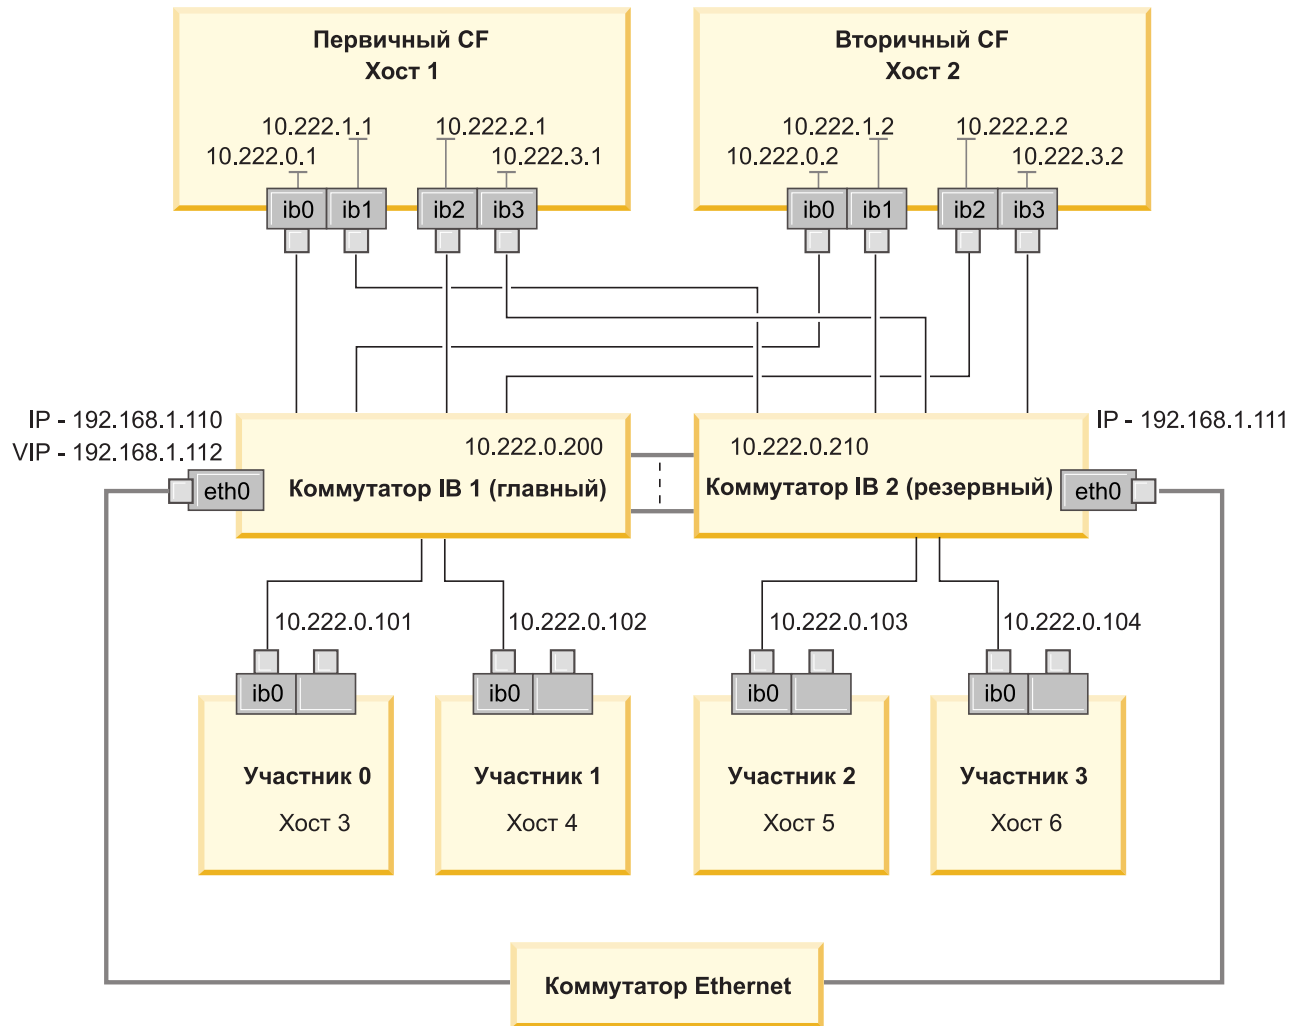 Первичный CF
Хост 1
Вторичный CF
Хост 2
10.222.1.1
10.222.2.1
10.222.0.1
10.222.3.1
10.222.1.2
10.222.2.2
10.222.0.2
10.222.3.2
ib0
ib1
ib2
ib3
ib0
ib1
ib2
ib3
IP - 192.168.1.110
VIP - 192.168.1.112
eth0
10.222.0.200
Коммутатор IB 1 (главный)
10.222.0.210
Коммутатор IB 2 (резервный)
IP - 192.168.1.111
eth0
10.222.0.101
10.222.0.102
10.222.0.103
10.222.0.104
ib0
ib0
ib0
ib0
Участник 0
Хост 3
Участник 1
Хост 4
Участник 2
Хост 5
Участник 3
Хост 6
Коммутатор Ethernet